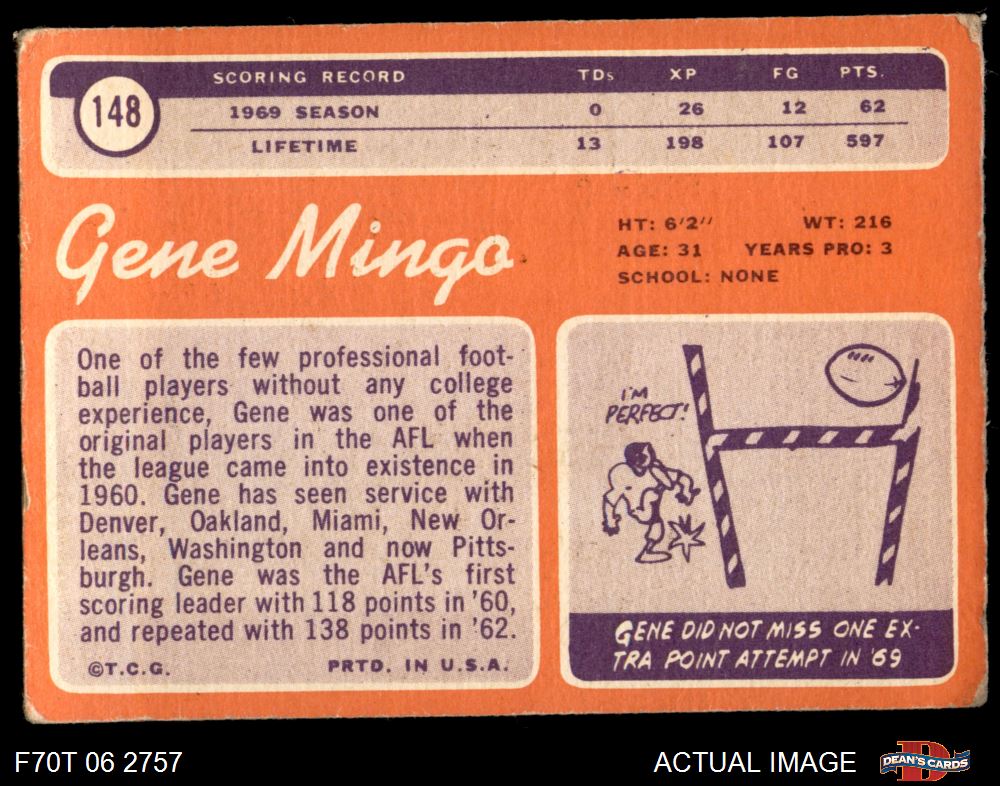 148
SCORING RECORD TDs XP FG PTS.
1969 SEASON 0 26 12 62
LIFETIME 13 198 107 597
Gene Mingo
HT: 6'2" WT: 216
AGE: 31 YEARS PRO: 3
SCHOOL: NONE
One of the few professional foot-
ball players without any college
experience, Gene was one of the
original players in the AFL when
the league came into existence in
1960. Gene has seen service with
Denver, Oakland, Miami, New Or-
leans, Washington and now Pitts-
burgh. Gene was the AFL's first
scoring leader with 118 points in '60,
and repeated with 138 points in '62.
©T.C.G. PRTD. IN U.S.A.
I'M
PERFECT!
GENE DID NOT MISS ONE EX-
TRA POINT ATTEMPT IN '69
F70T 06 2757 ACTUAL IMAGE
D
DEAN'S CARDS